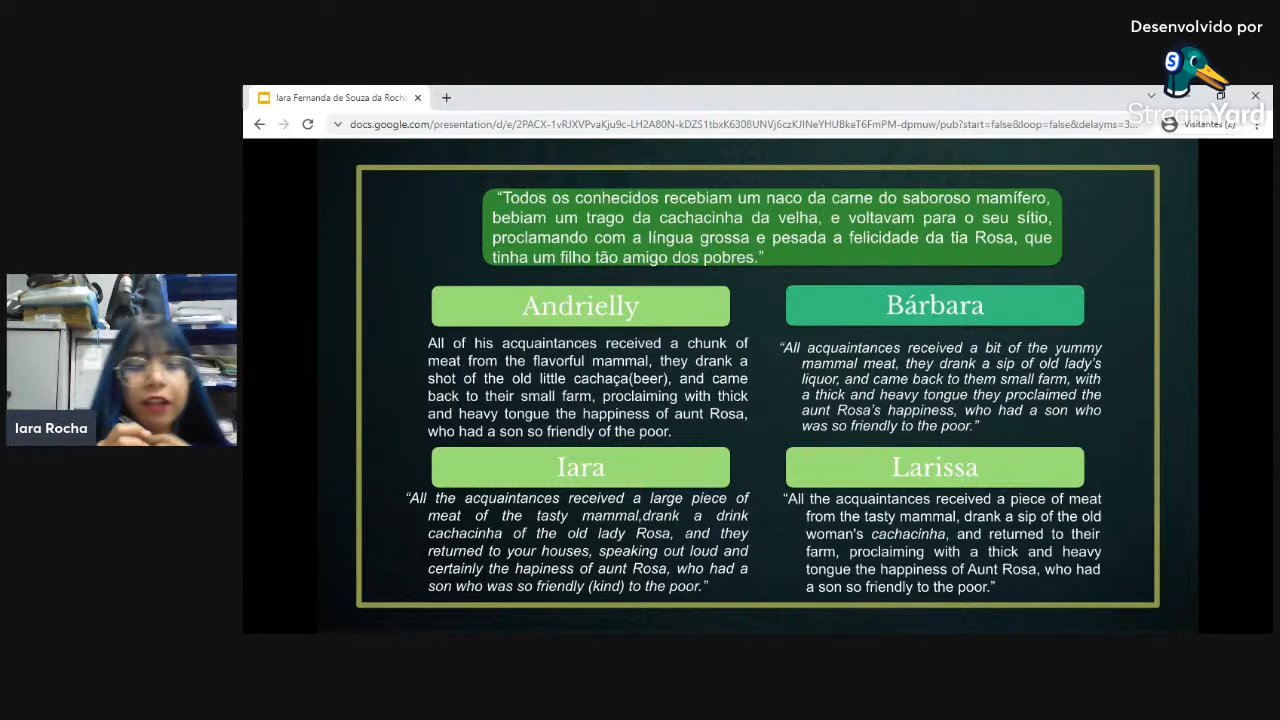 Desenvolvido por
StreamYard
Iara Fernanda de Souza da Roch
docs.google.com/presentation/d/e/2PACX-1vRJXVPvaKju9c-LH2A80N-kDZS1tbxK6308UNVj6czKJINeYHUBkeT6FmPM-dpmuw/pub?start=false&loop=false&delayms=3...
Visitantes (2)
“Todos os conhecidos recebiam um naco da carne do saboroso mamífero,
bebiam um trago da cachacinha da velha, e voltavam para o seu sítio,
proclamando com a língua grossa e pesada a felicidade da tia Rosa, que
tinha um filho tão amigo dos pobres.”
Andrielly
All of his acquaintances received a chunk of
meat from the flavorful mammal, they drank a
shot of the old little cachaça(beer), and came
back to their small farm, proclaiming with thick
and heavy tongue the happiness of aunt Rosa,
who had a son so friendly of the poor.
Bárbara
“All acquaintances received a bit of the yummy
mammal meat, they drank a sip of old lady's
liquor, and came back to them small farm, with
a thick and heavy tongue they proclaimed the
aunt Rosa's happiness, who had a son who
was so friendly to the poor.”
Iara
“All the acquaintances received a large piece of
meat of the tasty mammal,drank a drink
cachacinha of the old lady Rosa, and they
returned to your houses, speaking out loud and
certainly the hapiness of aunt Rosa, who had a
son who was so friendly (kind) to the poor.”
Larissa
“All the acquaintances received a piece of meat
from the tasty mammal, drank a sip of the old
woman's cachacinha, and returned to their
farm, proclaiming with a thick and heavy
tongue the happiness of Aunt Rosa, who had
a son so friendly to the poor.”
Iara Rocha